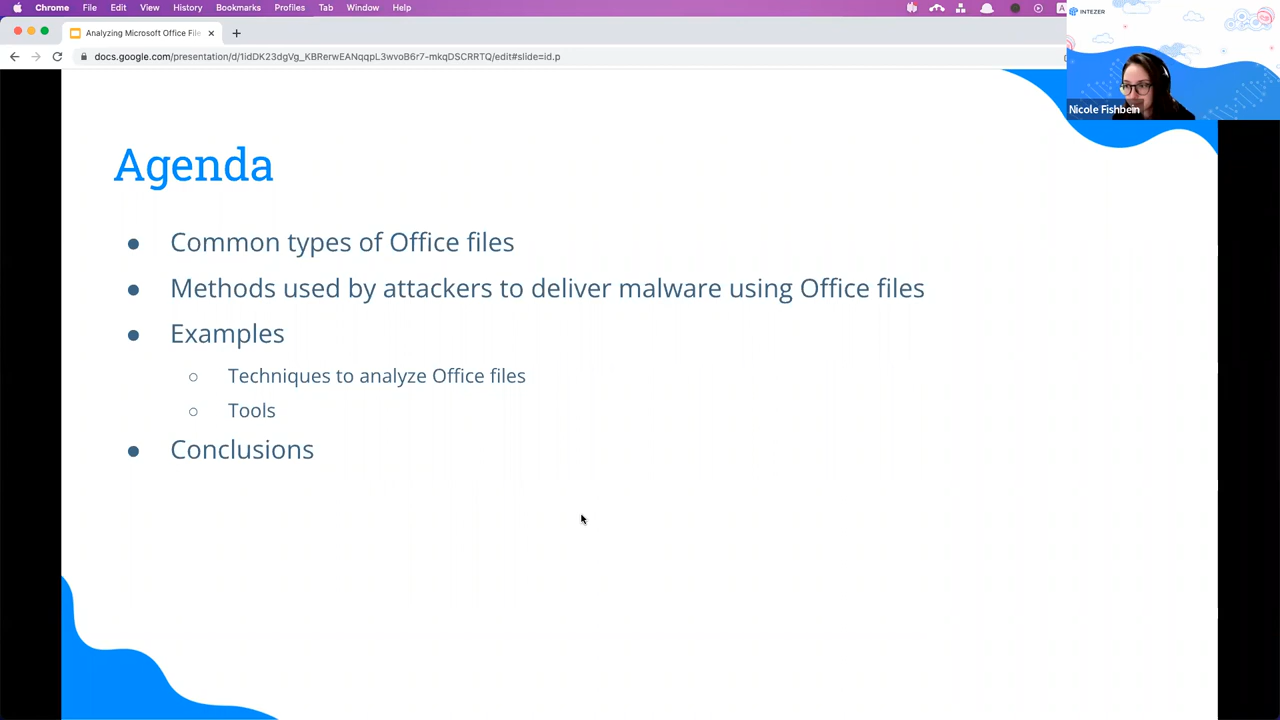 Chrome File Edit View History Bookmarks Profiles Tab Window Help
Analyzing Microsoft Office File
docs.google.com/presentation/d/1idDK23dgVg_KBRerwEANqqpL3wvoB6r7-mkqDSCRRTQ/edit#slide=id.p
INTEZER
Nicole Fishbein
Agenda
● Common types of Office files
● Methods used by attackers to deliver malware using Office files
● Examples
○ Techniques to analyze Office files
○ Tools
● Conclusions